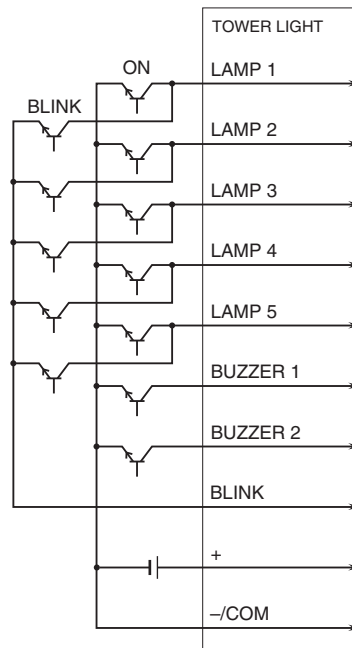 TOWER LIGHT
ON
LAMP 1
BLINK
LAMP 2
LAMP 3
LAMP 4
LAMP 5
BUZZER 1
BUZZER 2
BLINK
+
–/COM